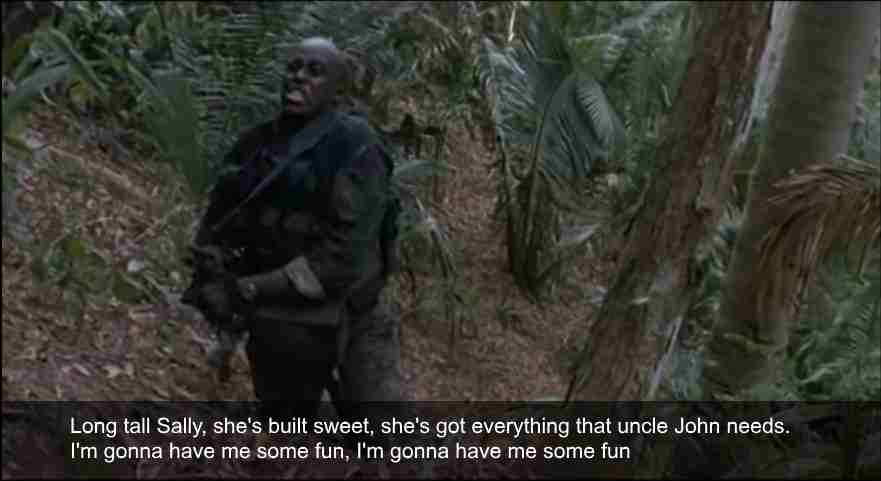 Long tall Sally, she's built sweet, she's got everything that uncle John needs.
I'm gonna have me some fun, I'm gonna have me some fun